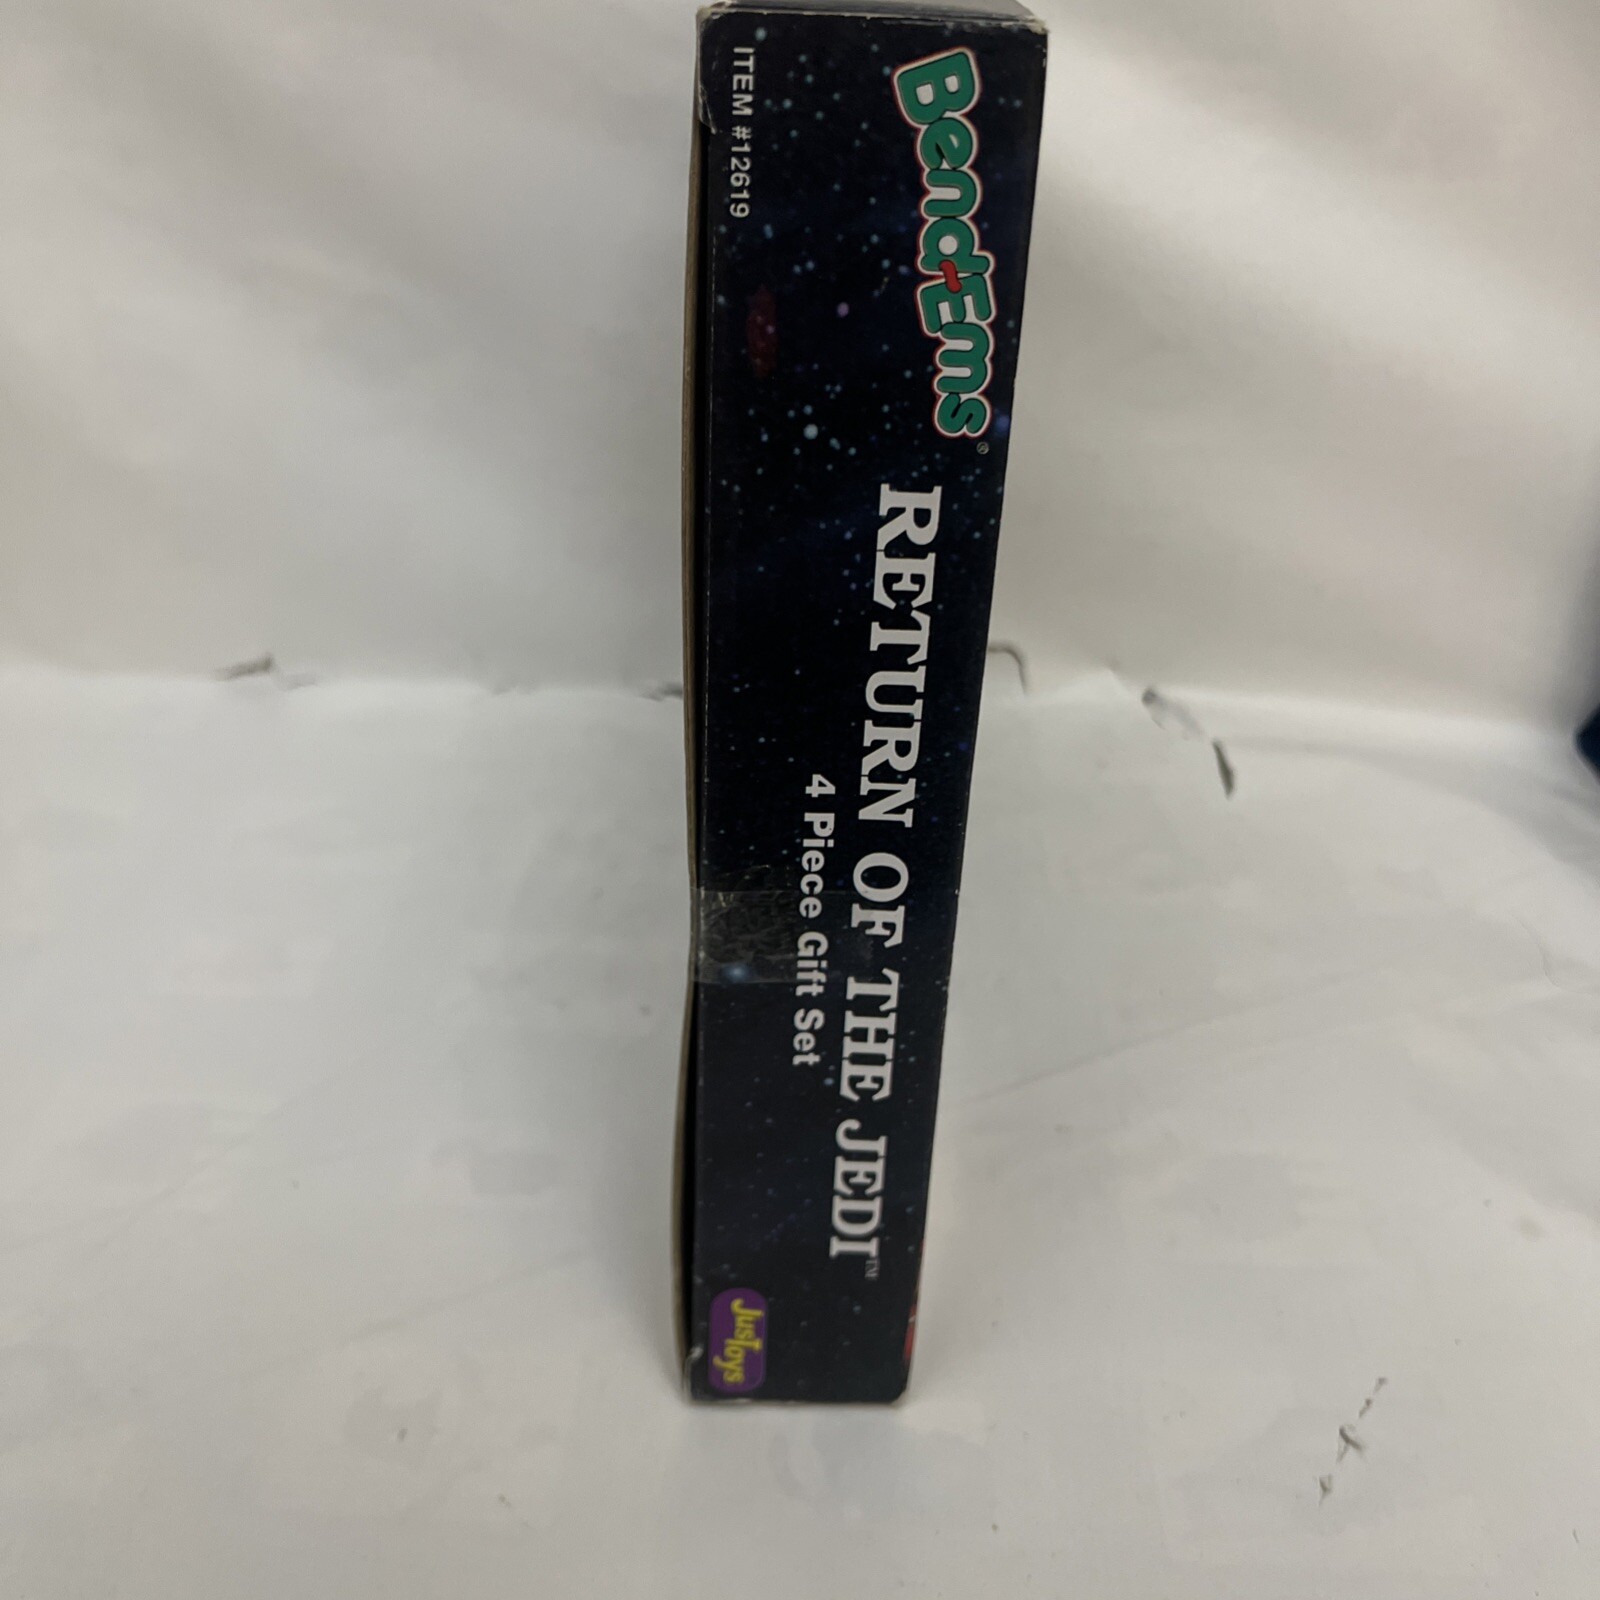 Bend-Ems®
RETURN OF THE JEDI™
4 Piece Gift Set
ITEM #12619
JusToys